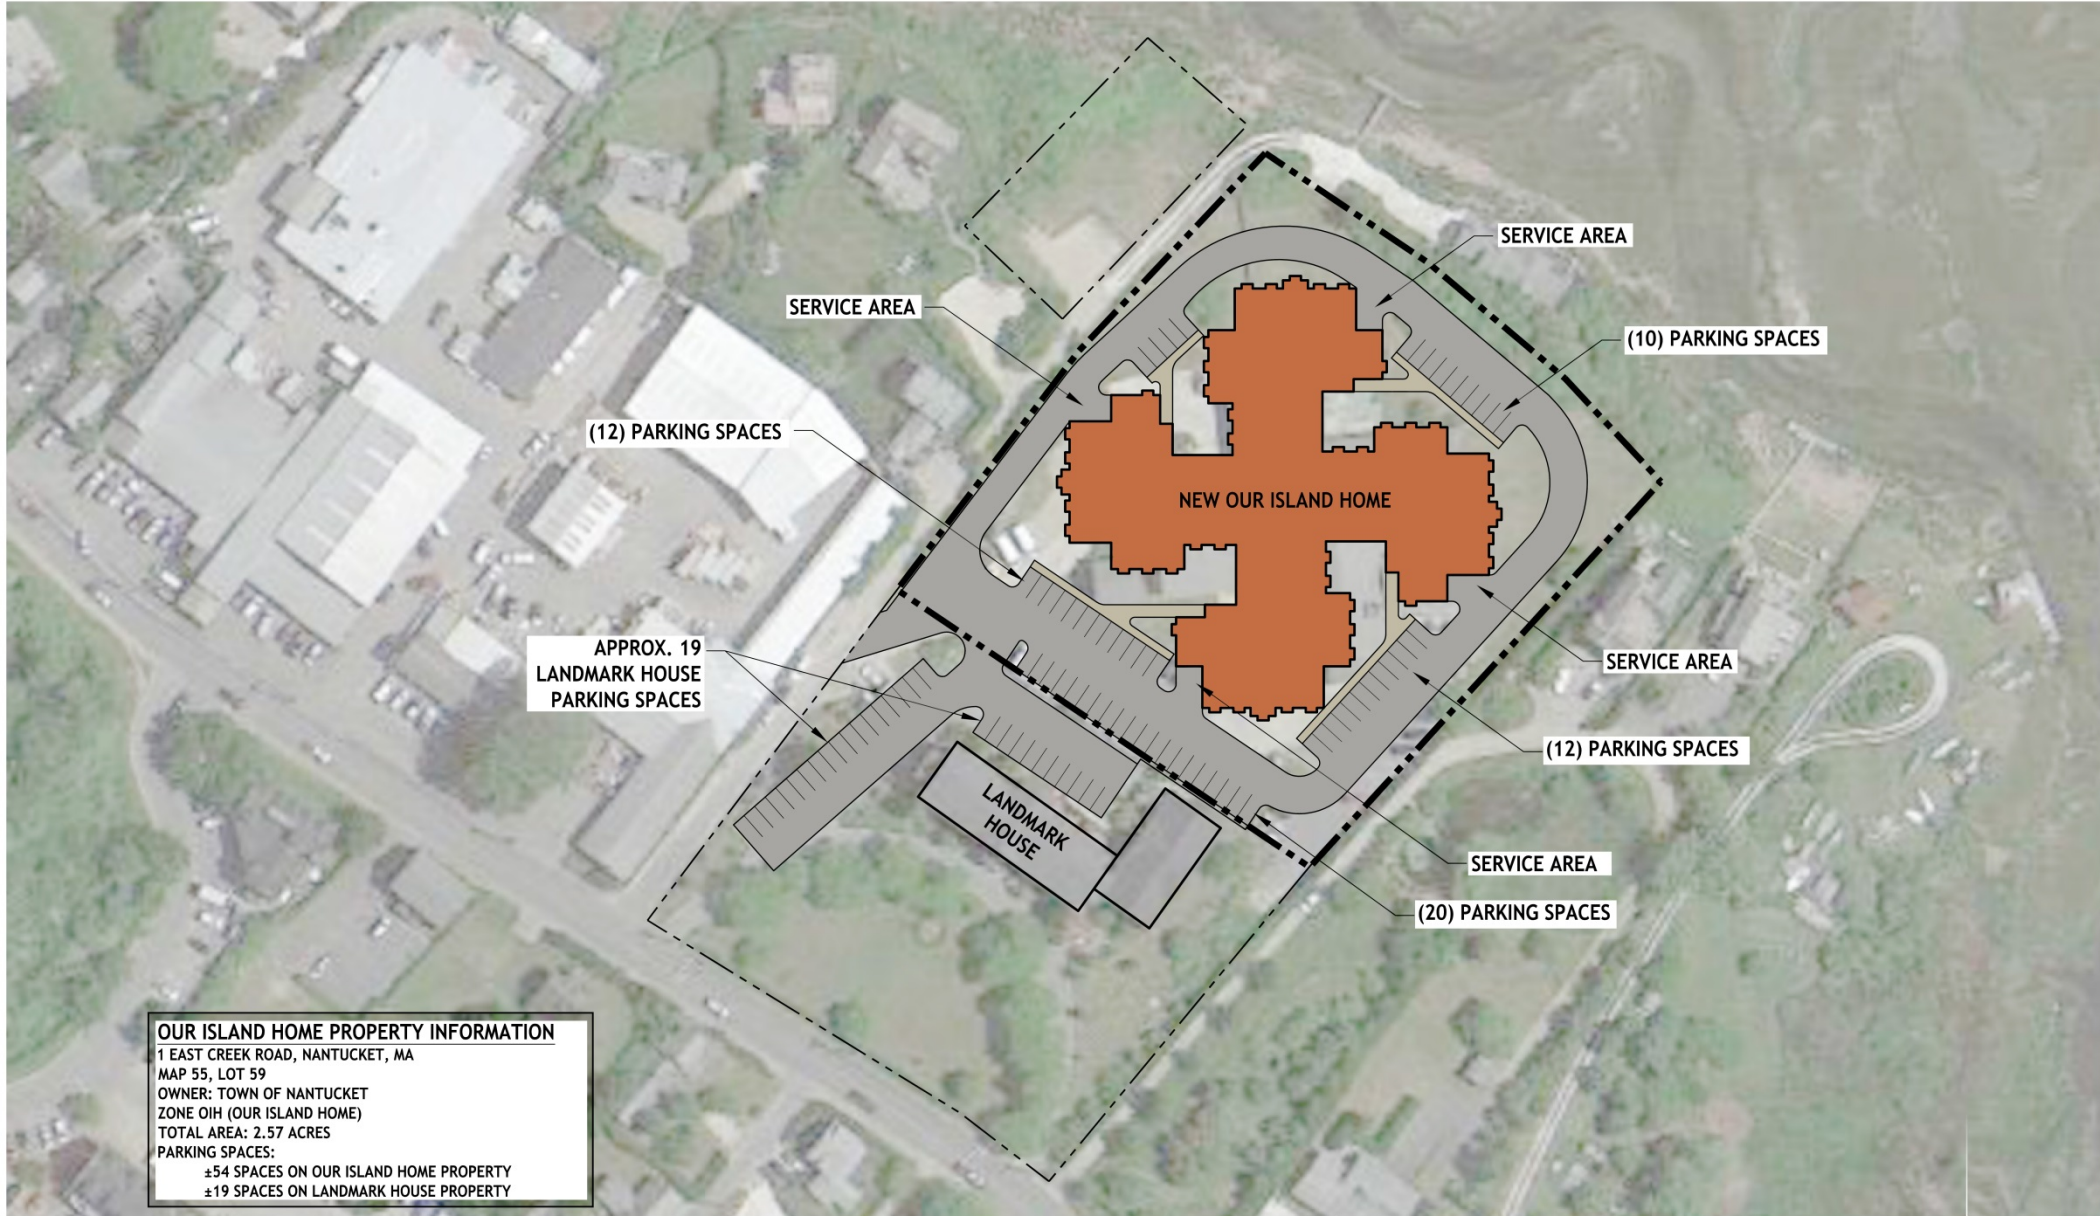 SERVICE AREA
SERVICE AREA
(10) PARKING SPACES
(12) PARKING SPACES
NEW OUR ISLAND HOME
APPROX. 19
LANDMARK HOUSE
PARKING SPACES
SERVICE AREA
(12) PARKING SPACES
LANDMARK
HOUSE
SERVICE AREA
(20) PARKING SPACES
OUR ISLAND HOME PROPERTY INFORMATION
1 EAST CREEK ROAD, NANTUCKET, MA
MAP 55, LOT 59
OWNER: TOWN OF NANTUCKET
ZONE OIH (OUR ISLAND HOME)
TOTAL AREA: 2.57 ACRES
PARKING SPACES:
±54 SPACES ON OUR ISLAND HOME PROPERTY
±19 SPACES ON LANDMARK HOUSE PROPERTY